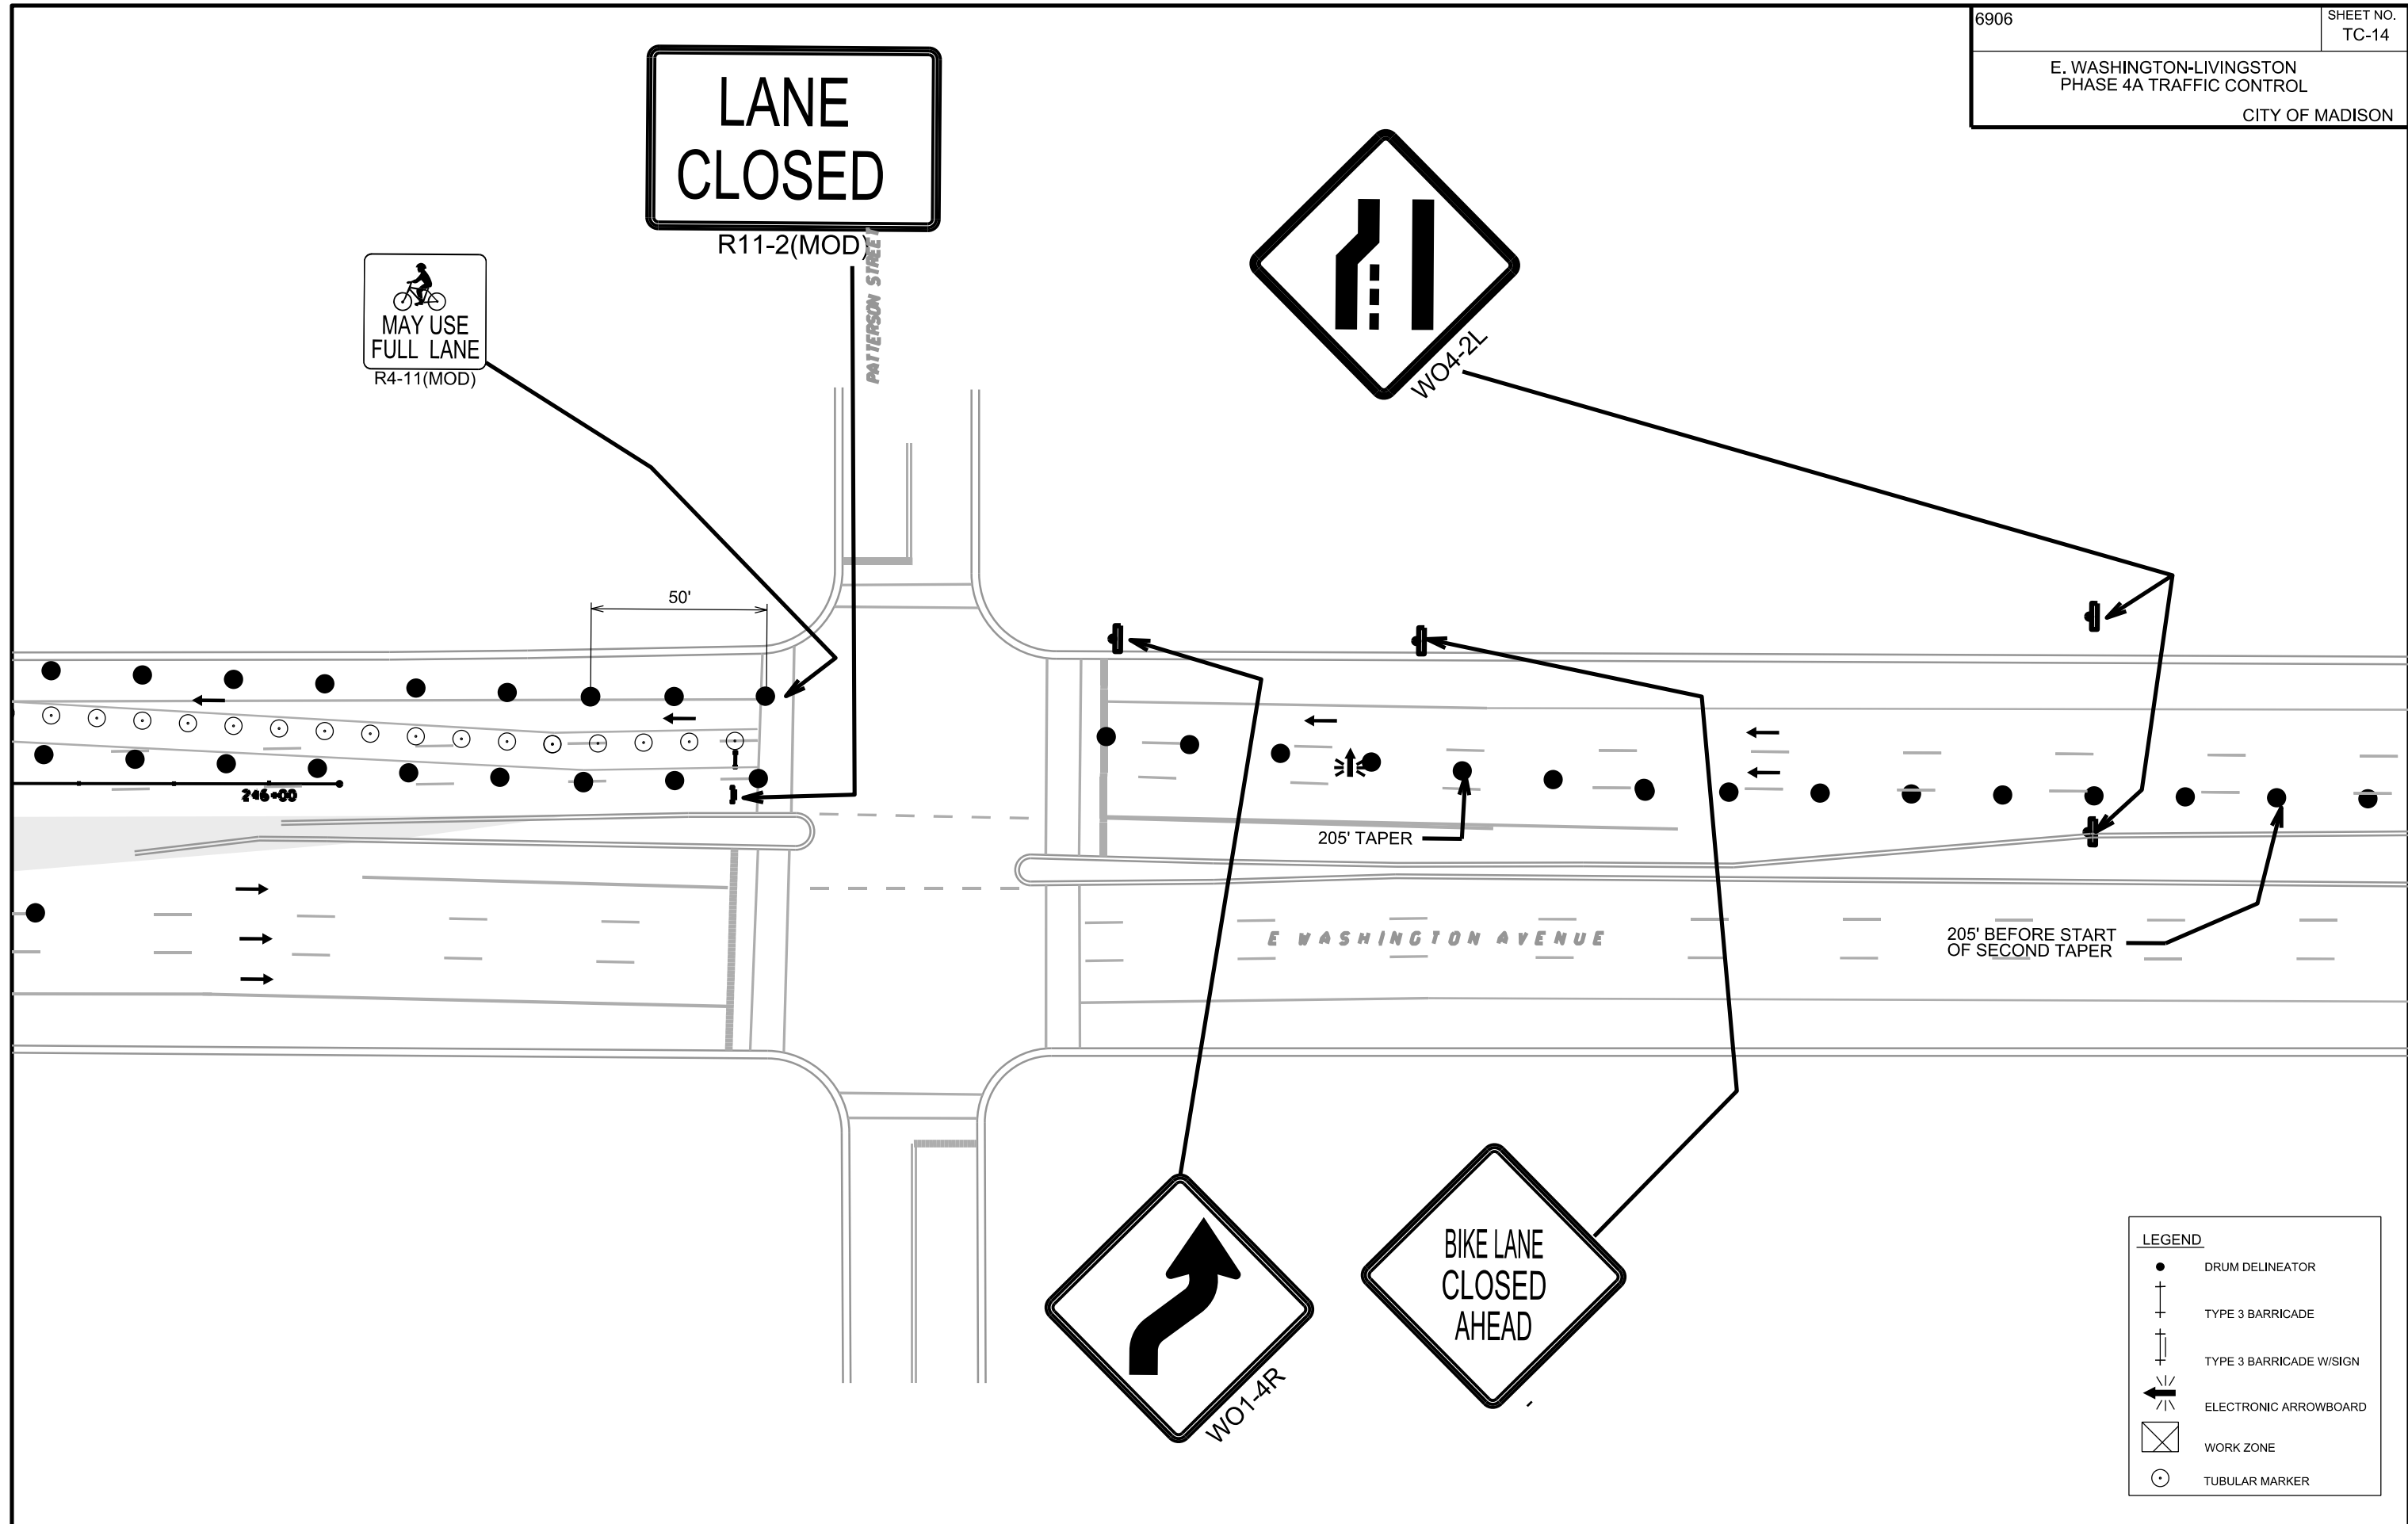 6906
SHEET NO.
TC-14
E. WASHINGTON-LIVINGSTON
PHASE 4A TRAFFIC CONTROL
CITY OF MADISON
LANE
CLOSED
R11-2(MOD)
PATTERSON STREET
MAY USE
FULL LANE
R4-11(MOD)
WO4-2L
50'
246+00
205' TAPER
E WASHINGTON AVENUE
205' BEFORE START
OF SECOND TAPER
WO1-4R
BIKE LANE
CLOSED
AHEAD
-
LEGEND
DRUM DELINEATOR
TYPE 3 BARRICADE
TYPE 3 BARRICADE W/SIGN
ELECTRONIC ARROWBOARD
WORK ZONE
TUBULAR MARKER